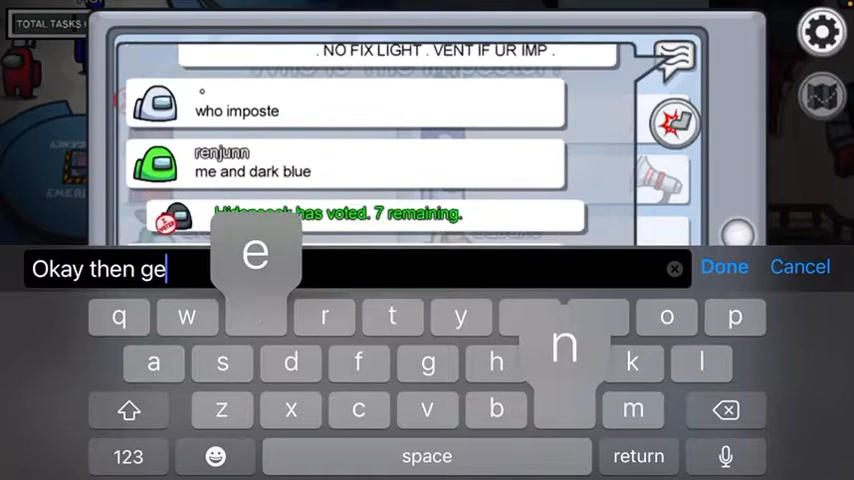 TOTAL TASKS
. NO FIX LIGHT . VENT IF UR IMP .
who imposte
renjunn
me and dark blue
has voted. 7 remaining.
Okay then ge
Done
Cancel
e
q w r t y o p
n
a s d f g h k l
z x c v b m
123 space return